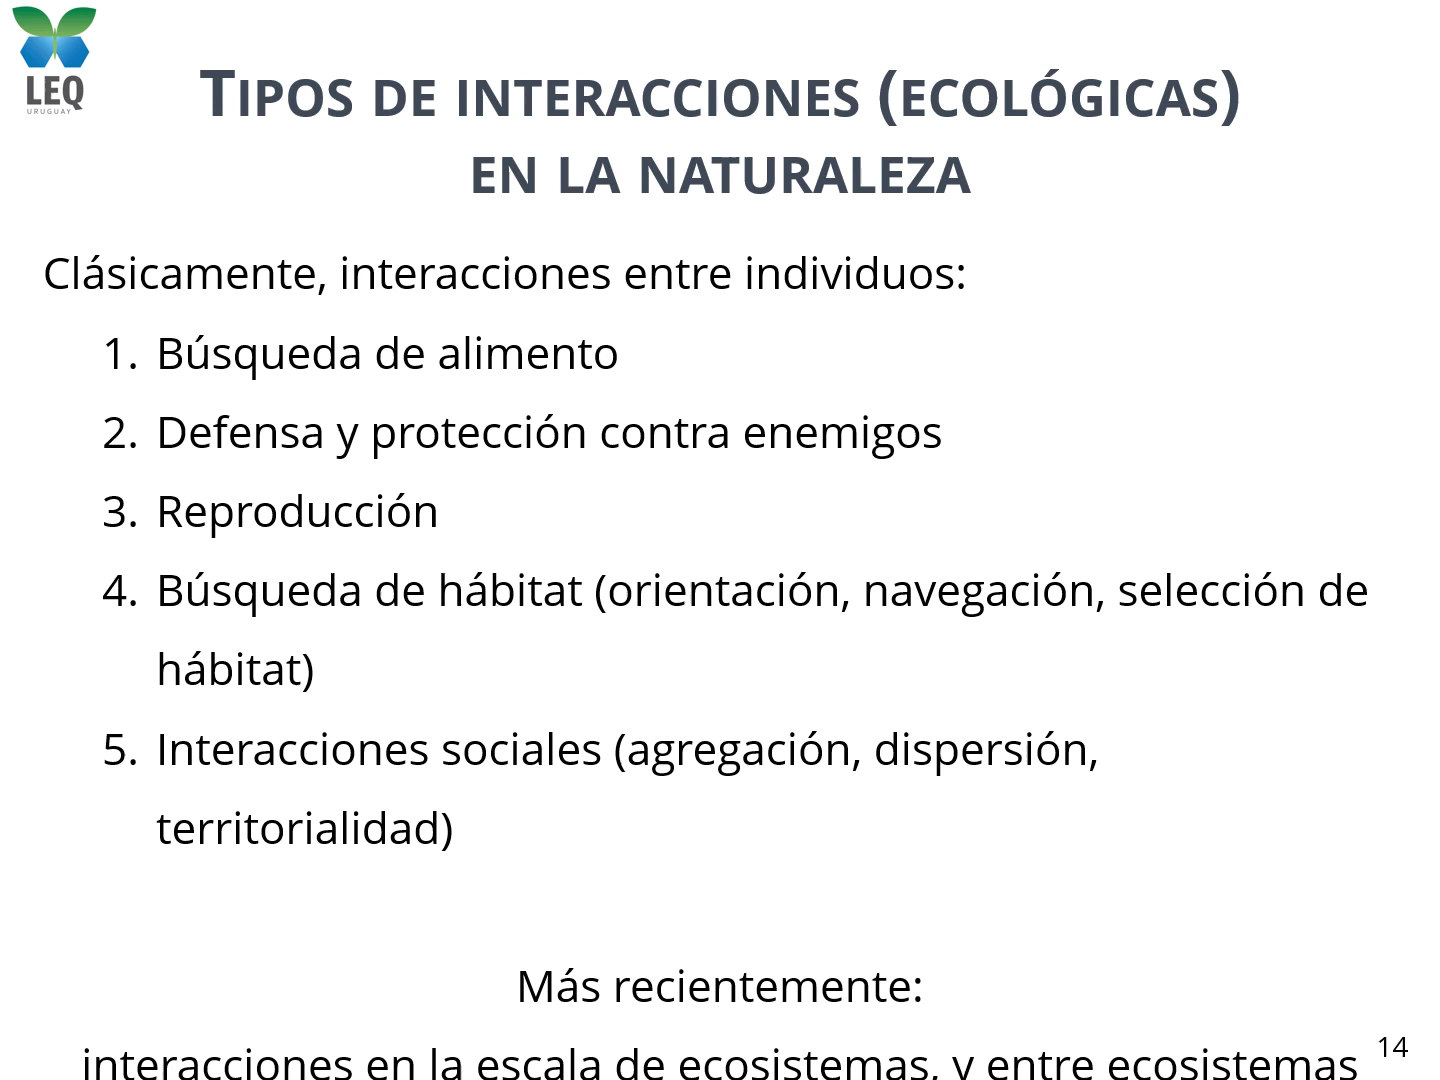 LEQ
URUGUAY
TIPOS DE INTERACCIONES (ECOLÓGICAS)
EN LA NATURALEZA
Clásicamente, interacciones entre individuos:
1. Búsqueda de alimento
2. Defensa y protección contra enemigos
3. Reproducción
4. Búsqueda de hábitat (orientación, navegación, selección de
hábitat)
5. Interacciones sociales (agregación, dispersión,
territorialidad)
Más recientemente:
interacciones en la escala de ecosistemas, y entre ecosistemas
14